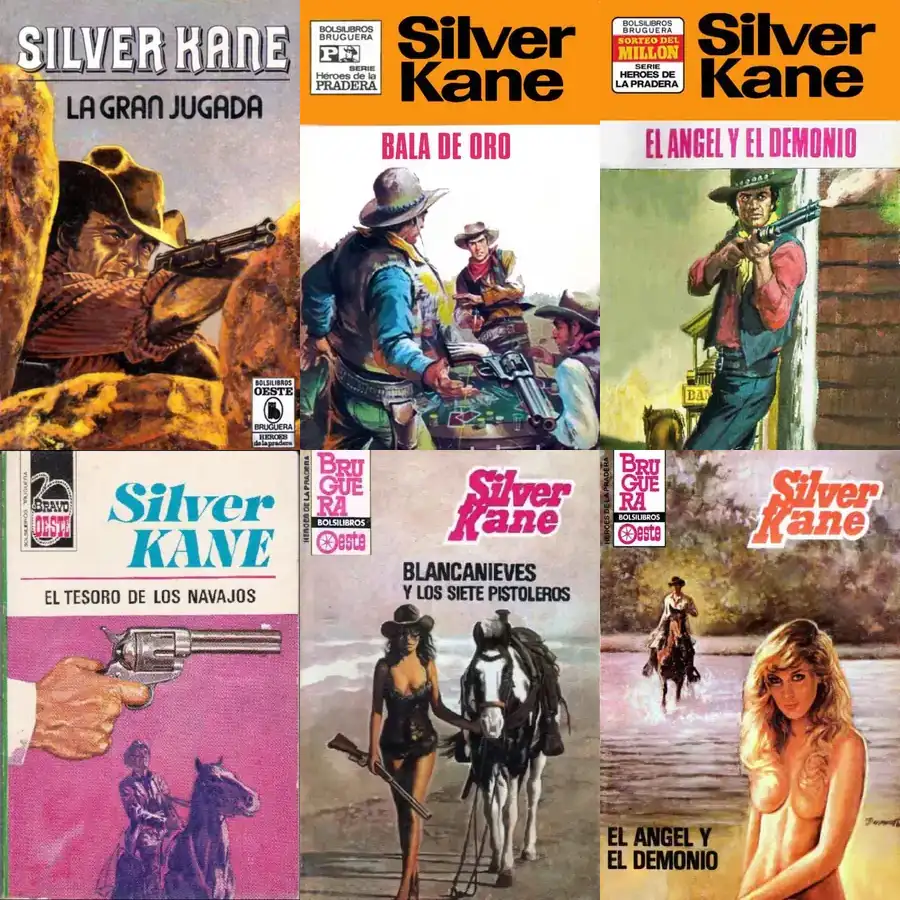 SILVER KANE
LA GRAN JUGADA
BOLSILIBROS
OESTE
BRUGUERA
HEROES
de la pradera
BOLSILIBROS
BRUGUERA
SERIE
Héroes de la
PRADERA
Silver
Kane
BALA DE ORO
BOLSILIBROS
BRUGUERA
SORTEO DEL
MILLON
SERIE
HEROES DE
LA PRADERA
Silver
Kane
EL ANGEL Y EL DEMONIO
BRAVO
OESTE
BOLSILIBROS BRUGUERA
Silver
KANE
EL TESORO DE LOS NAVAJOS
HEROES DE LA PRADERA
BRU
GUE
RA
BOLSILIBROS
Oeste
Silver
Kane
BLANCANIEVES
Y LOS SIETE PISTOLEROS
HEROES DE LA PRADERA
BRU
GUE
RA
BOLSILIBROS
Oeste
Silver
Kane
EL ANGEL Y
EL DEMONIO